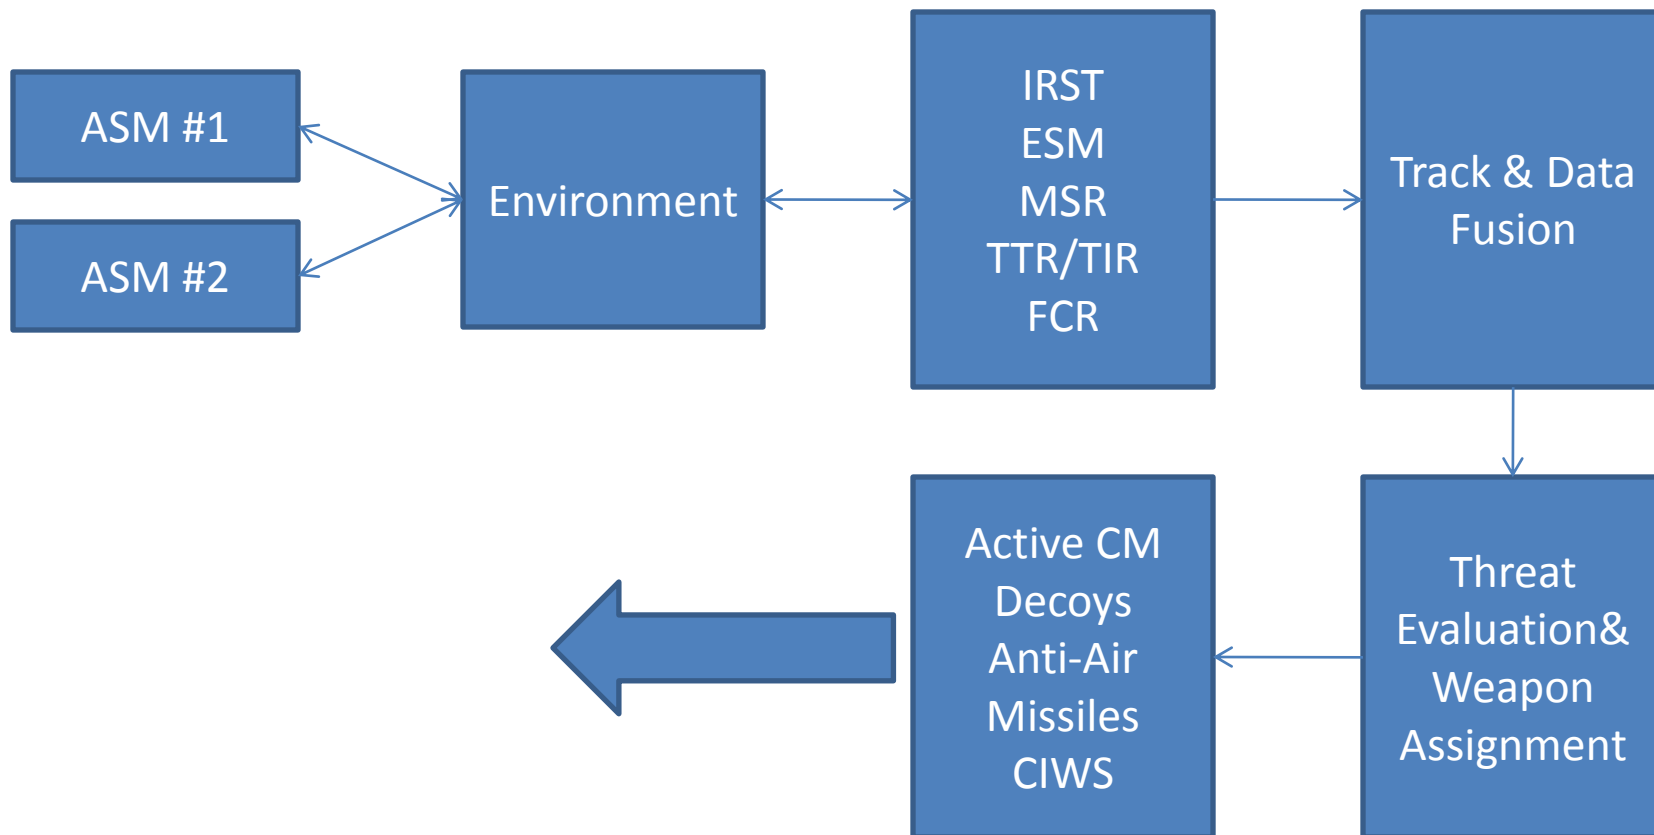 ASM #1
ASM #2
Environment
IRST
ESM
MSR
TTR/TIR
FCR
Track & Data
Fusion
Active CM
Decoys
Anti-Air
Missiles
CIWS
Threat
Evaluation&
Weapon
Assignment